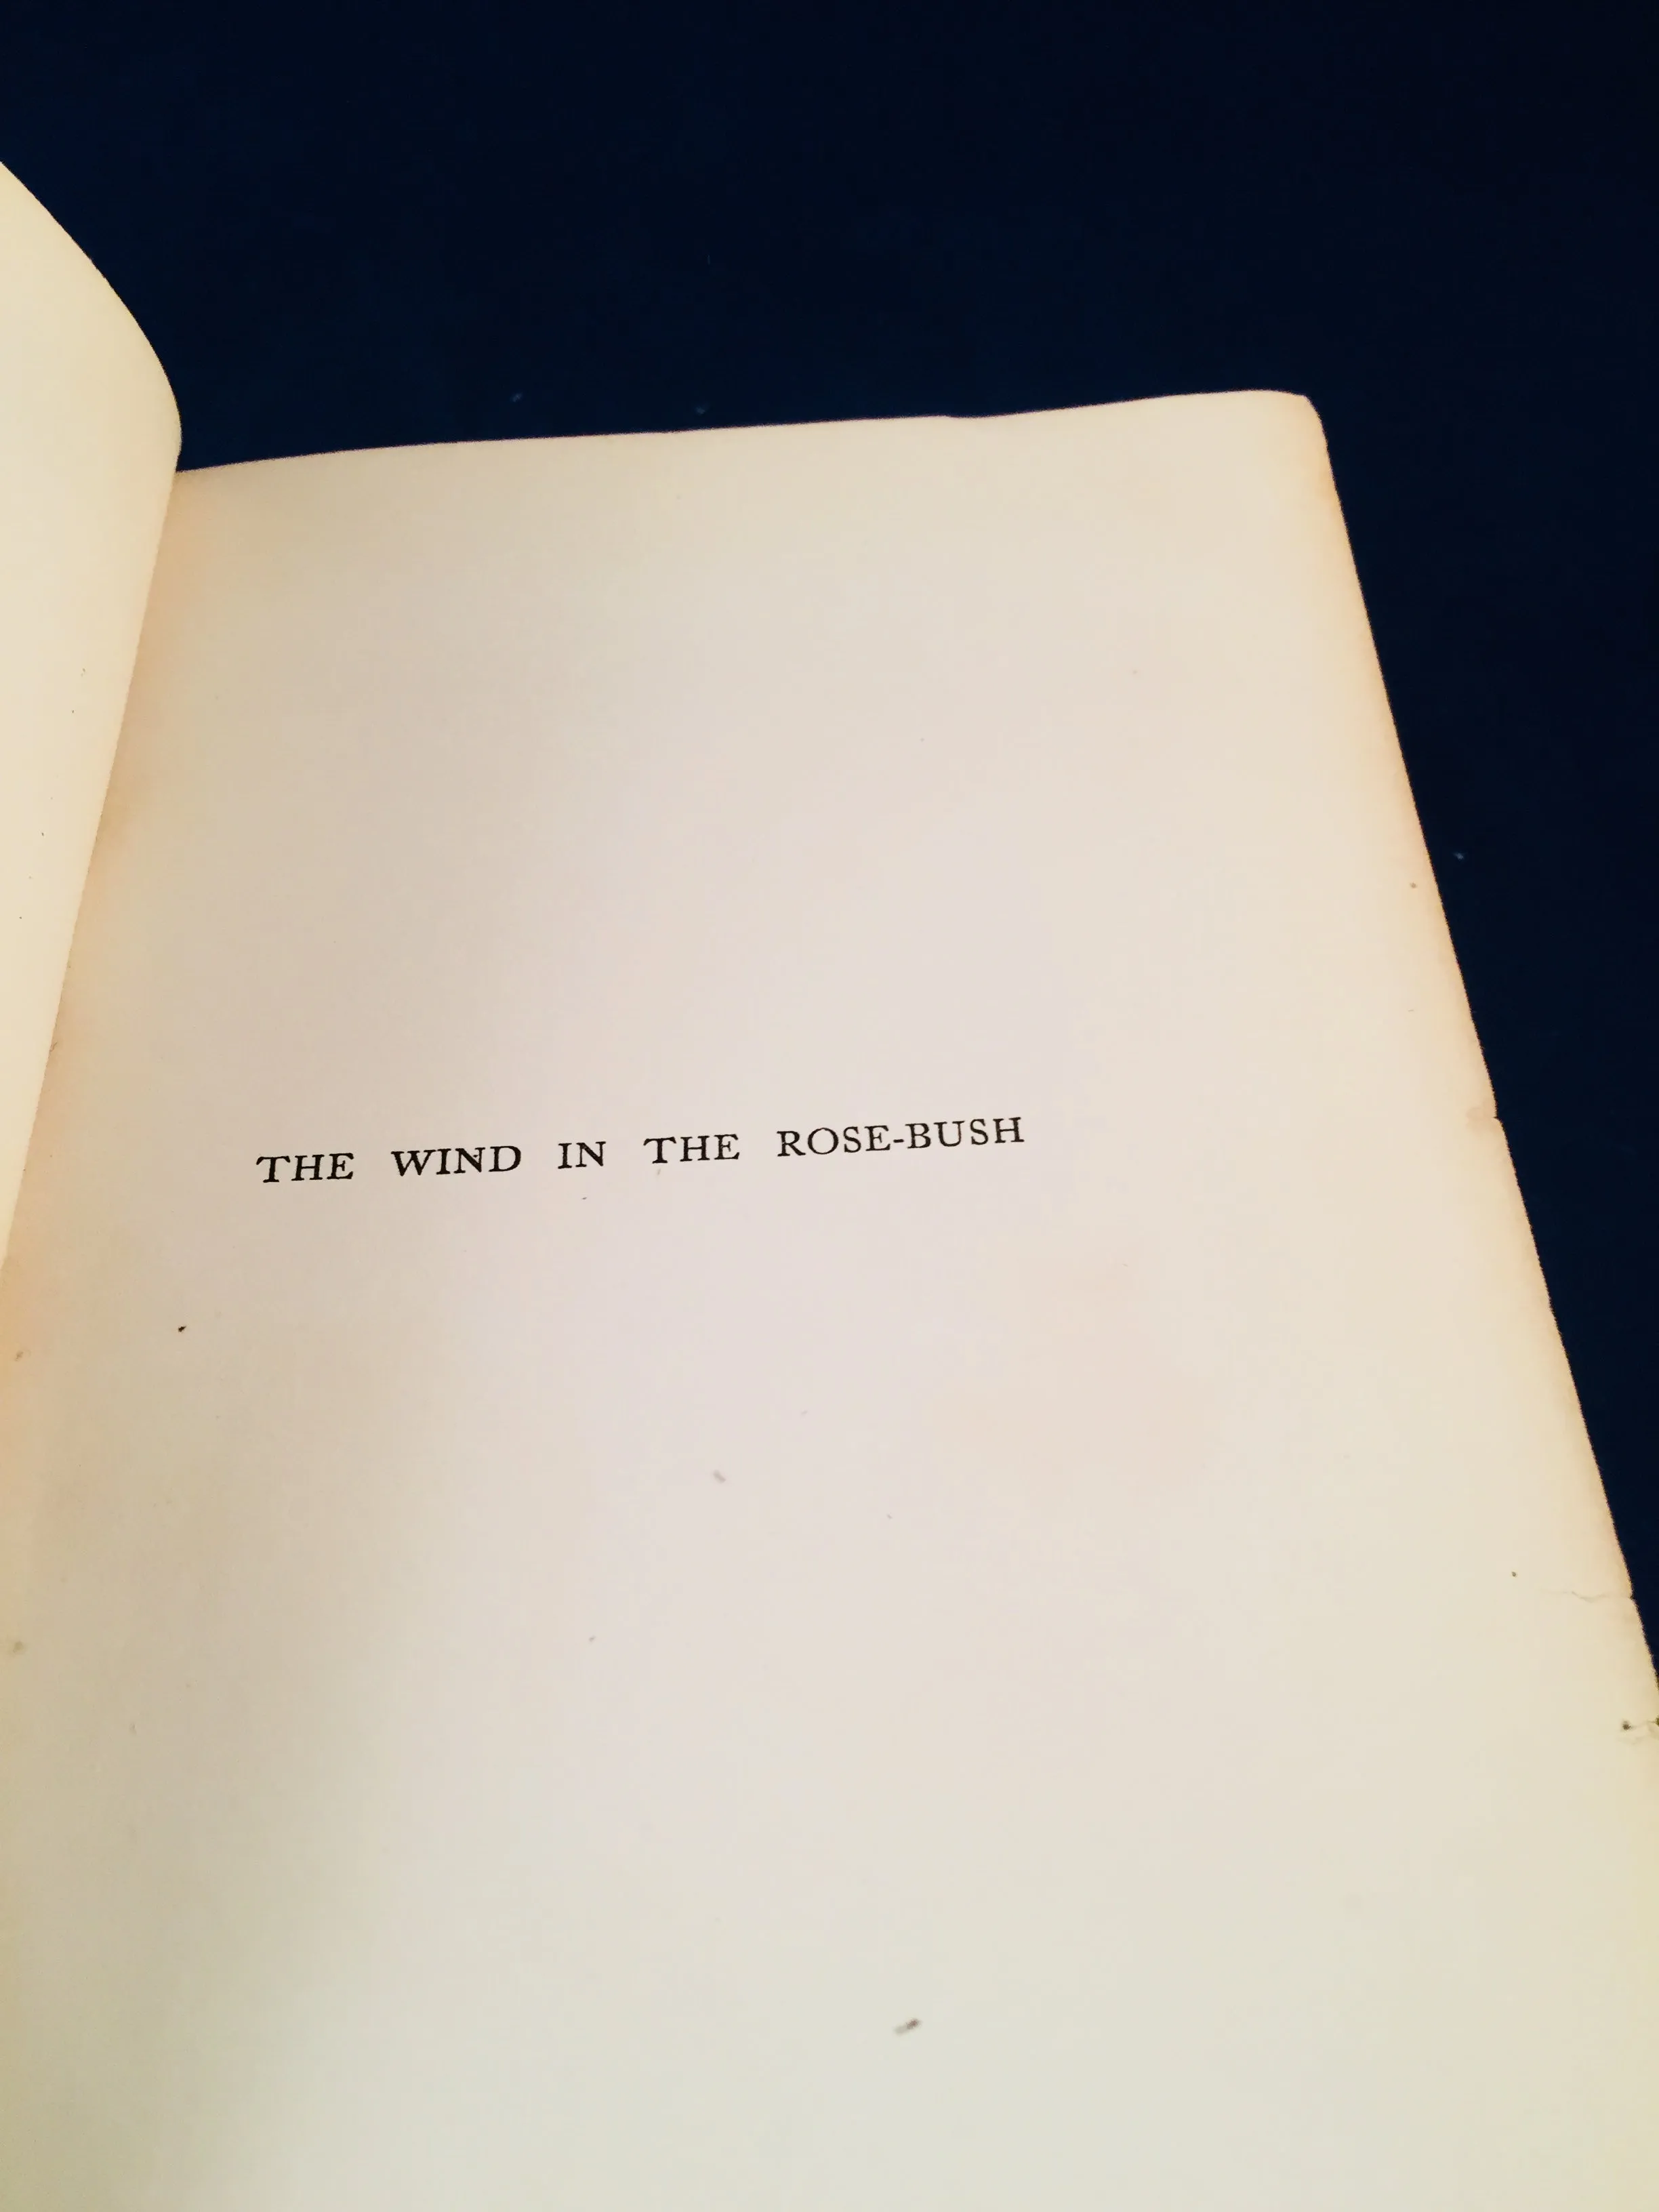 THE WIND IN THE ROSE-BUSH